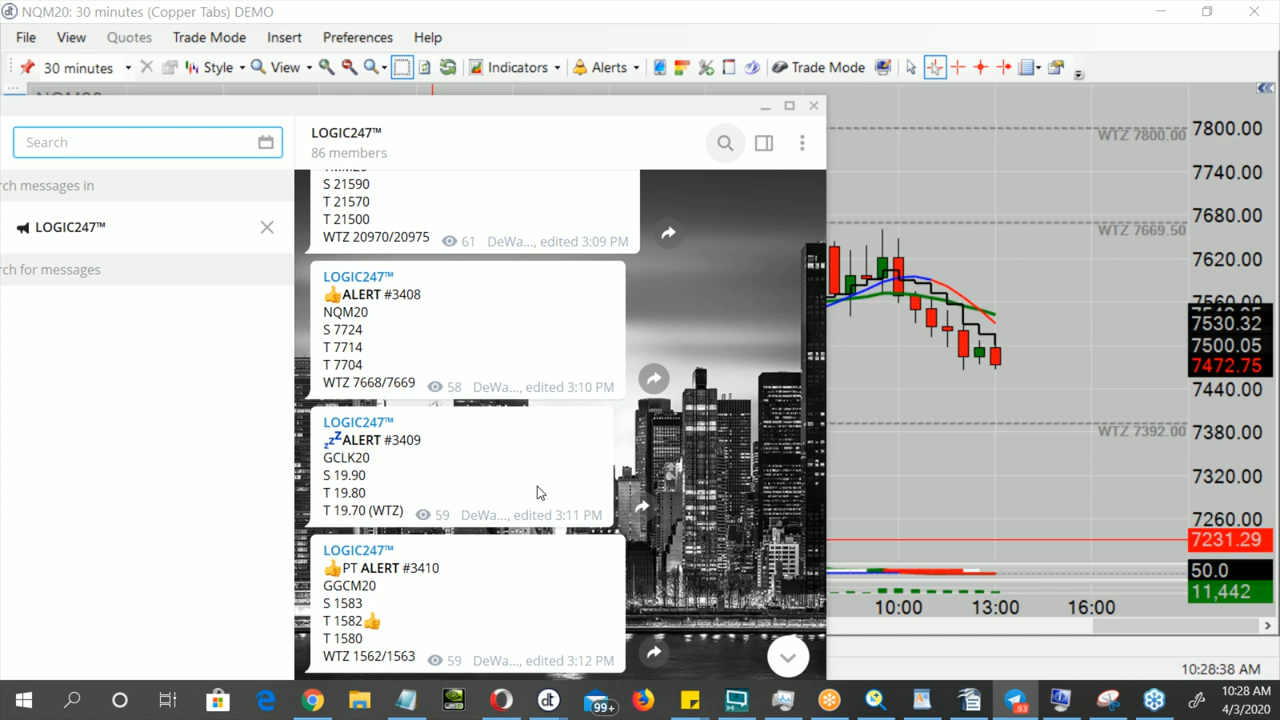 NQM20: 30 minutes (Copper Tabs) DEMO
File View Quotes Trade Mode Insert Preferences Help
30 minutes Style View Indicators Alerts Trade Mode
Search
rch messages in
LOGIC247™
rch for messages
LOGIC247™
86 members
S 21590
T 21570
T 21500
WTZ 20970/20975 61 DeWa..., edited 3:09 PM
LOGIC247™
👍ALERT #3408
NQM20
S 7724
T 7714
T 7704
WTZ 7668/7669 58 DeWa..., edited 3:10 PM
LOGIC247™
💤ALERT #3409
GCLK20
S 19.90
T 19.80
T 19.70 (WTZ) 59 DeWa..., edited 3:11 PM
LOGIC247™
👍PT ALERT #3410
GGCM20
S 1583
T 1582👍
T 1580
WTZ 1562/1563 59 DeWa..., edited 3:12 PM
WTZ 7800.00
WTZ 7669.50
WTZ 7392.00
7800.00
7740.00
7680.00
7620.00
7560.00
7530.32
7500.05
7472.75
7440.00
7380.00
7320.00
7260.00
7231.29
50.0
11,442
10:00 13:00 16:00
10:28:38 AM
99+
10:28 AM
4/3/2020